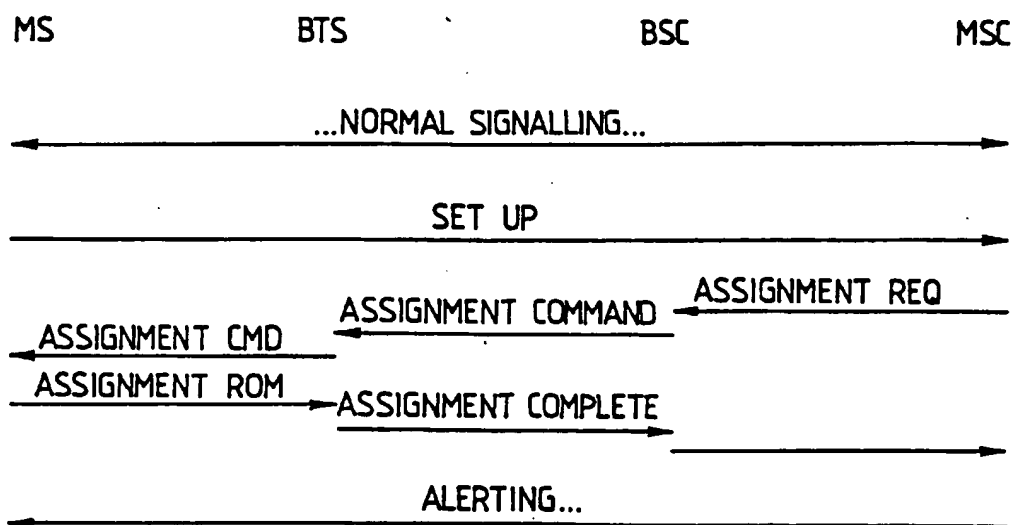 MS BTS BSC MSC
...NORMAL SIGNALLING...
SET UP
ASSIGNMENT REQ
ASSIGNMENT COMMAND
ASSIGNMENT CMD
ASSIGNMENT ROM
ASSIGNMENT COMPLETE
ALERTING...